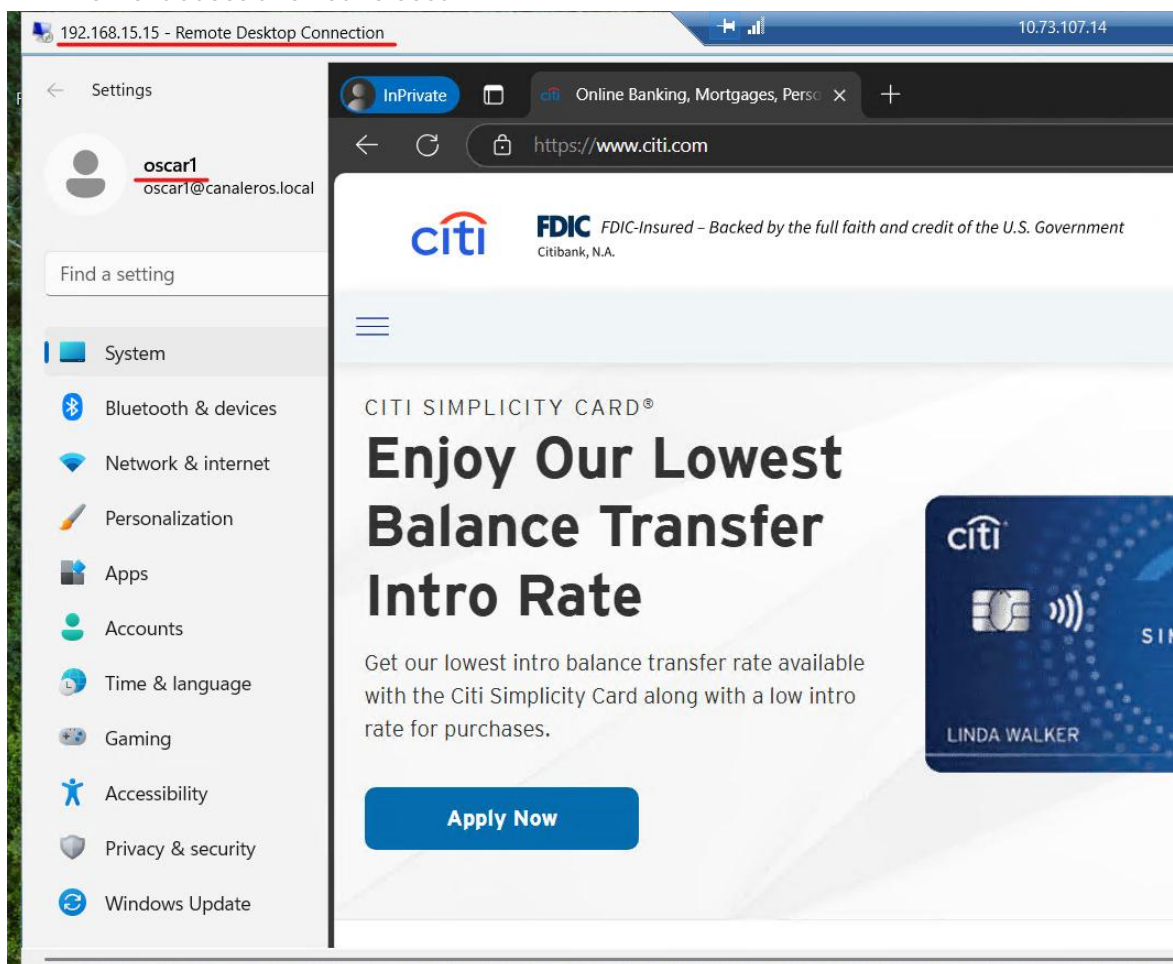 192.168.15.15 - Remote Desktop Connection
10.73.107.14
Settings
oscar1
oscar1@canaleros.local
Find a setting
System
Bluetooth & devices
Network & internet
Personalization
Apps
Accounts
Time & language
Gaming
Accessibility
Privacy & security
Windows Update
InPrivate
citi Online Banking, Mortgages, Perso
https://www.citi.com
citi
FDIC FDIC-Insured – Backed by the full faith and credit of the U.S. Government
Citibank, N.A.
CITI SIMPLICITY CARD®
Enjoy Our Lowest
Balance Transfer
Intro Rate
Get our lowest intro balance transfer rate available
with the Citi Simplicity Card along with a low intro
rate for purchases.
Apply Now
citi
LINDA WALKER